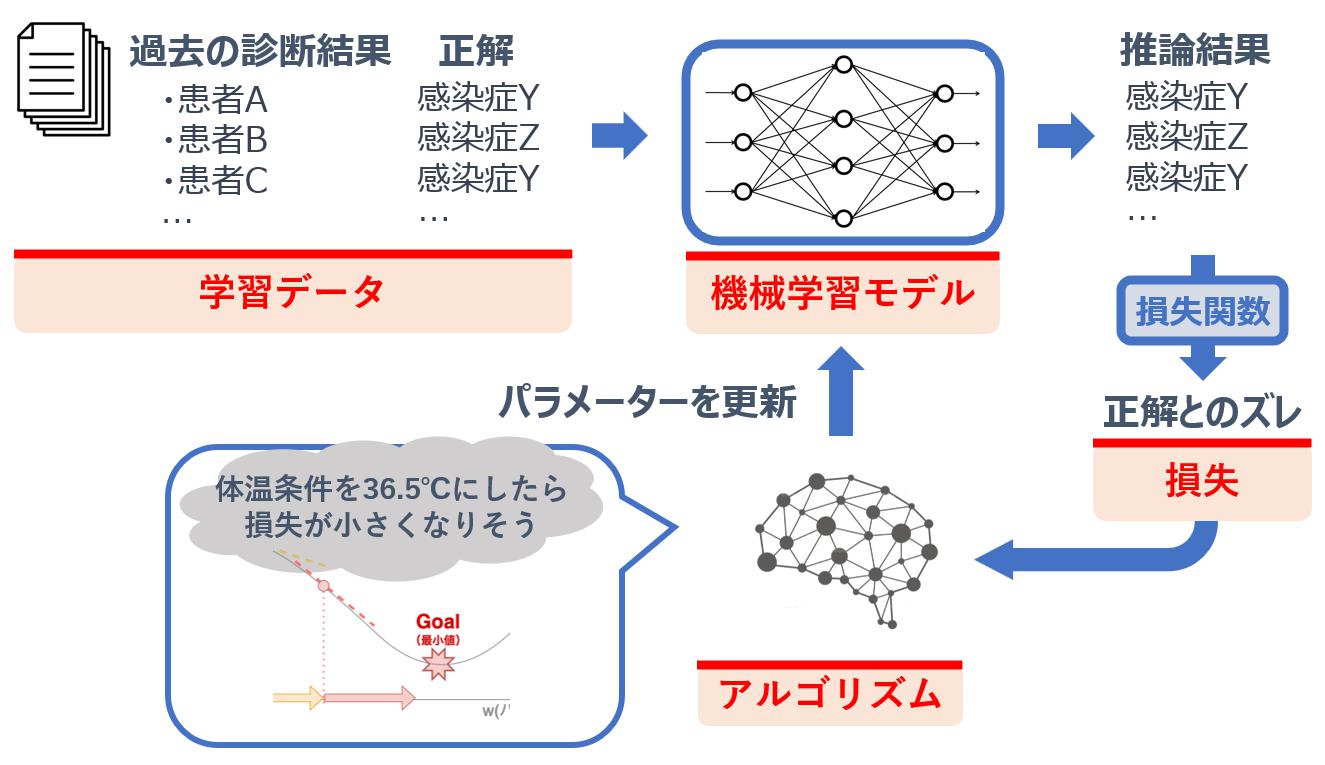 過去の診断結果 正解
・患者A 感染症Y
・患者B 感染症Z
・患者C 感染症Y
… …
学習データ
機械学習モデル
推論結果
感染症Y
感染症Z
感染症Y
…
損失関数
正解とのズレ
損失
パラメーターを更新
体温条件を36.5℃にしたら
損失が小さくなりそう
Goal
(最小値)
アルゴリズム